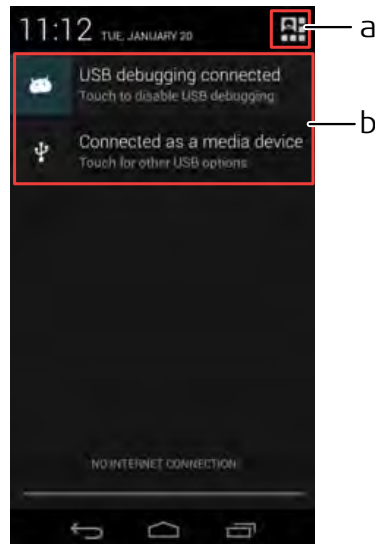 11:12 TUE, JANUARY 20
a
USB debugging connected
Touch to disable USB debugging.
b
Connected as a media device
Touch for other USB options.
NO INTERNET CONNECTION